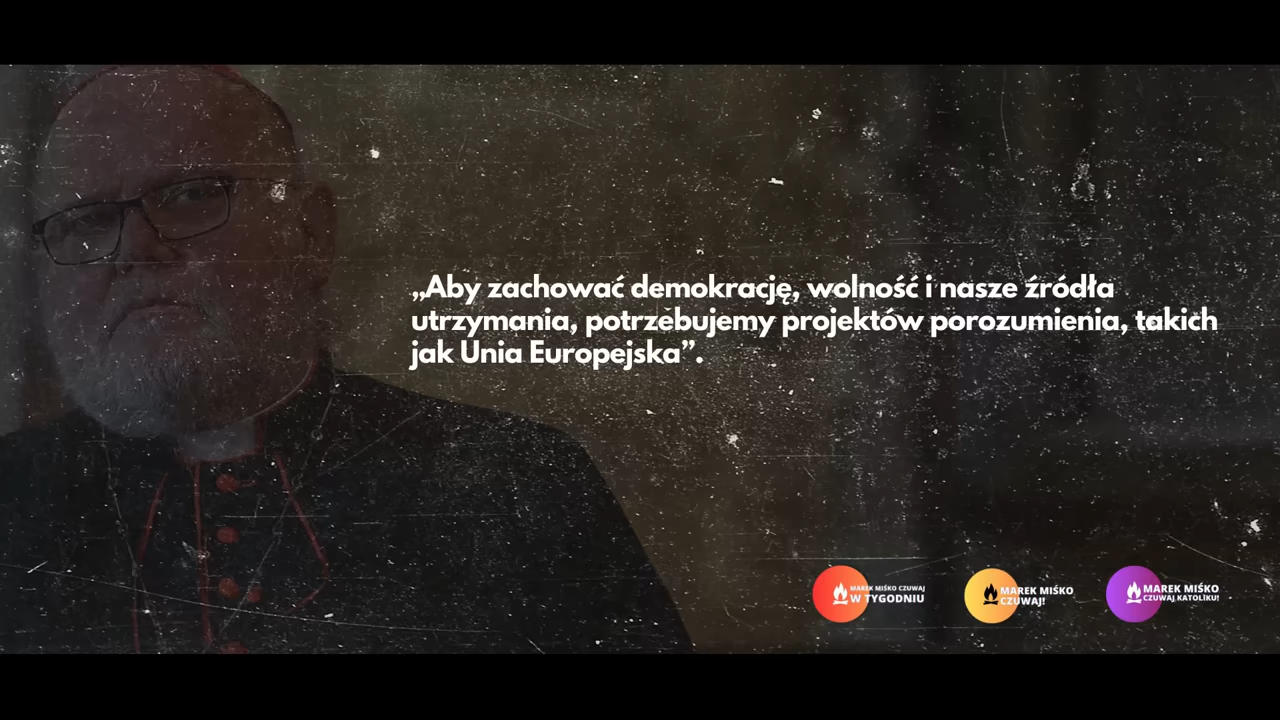 „Aby zachować demokrację, wolność i nasze źródła
utrzymania, potrzebujemy projektów porozumienia, takich
jak Unia Europejska”.
MAREK MIŚKO CZUWAJ
W TYGODNIU
MAREK MIŚKO
CZUWAJ!
MAREK MIŚKO
CZUWAJ KATOLIKU!